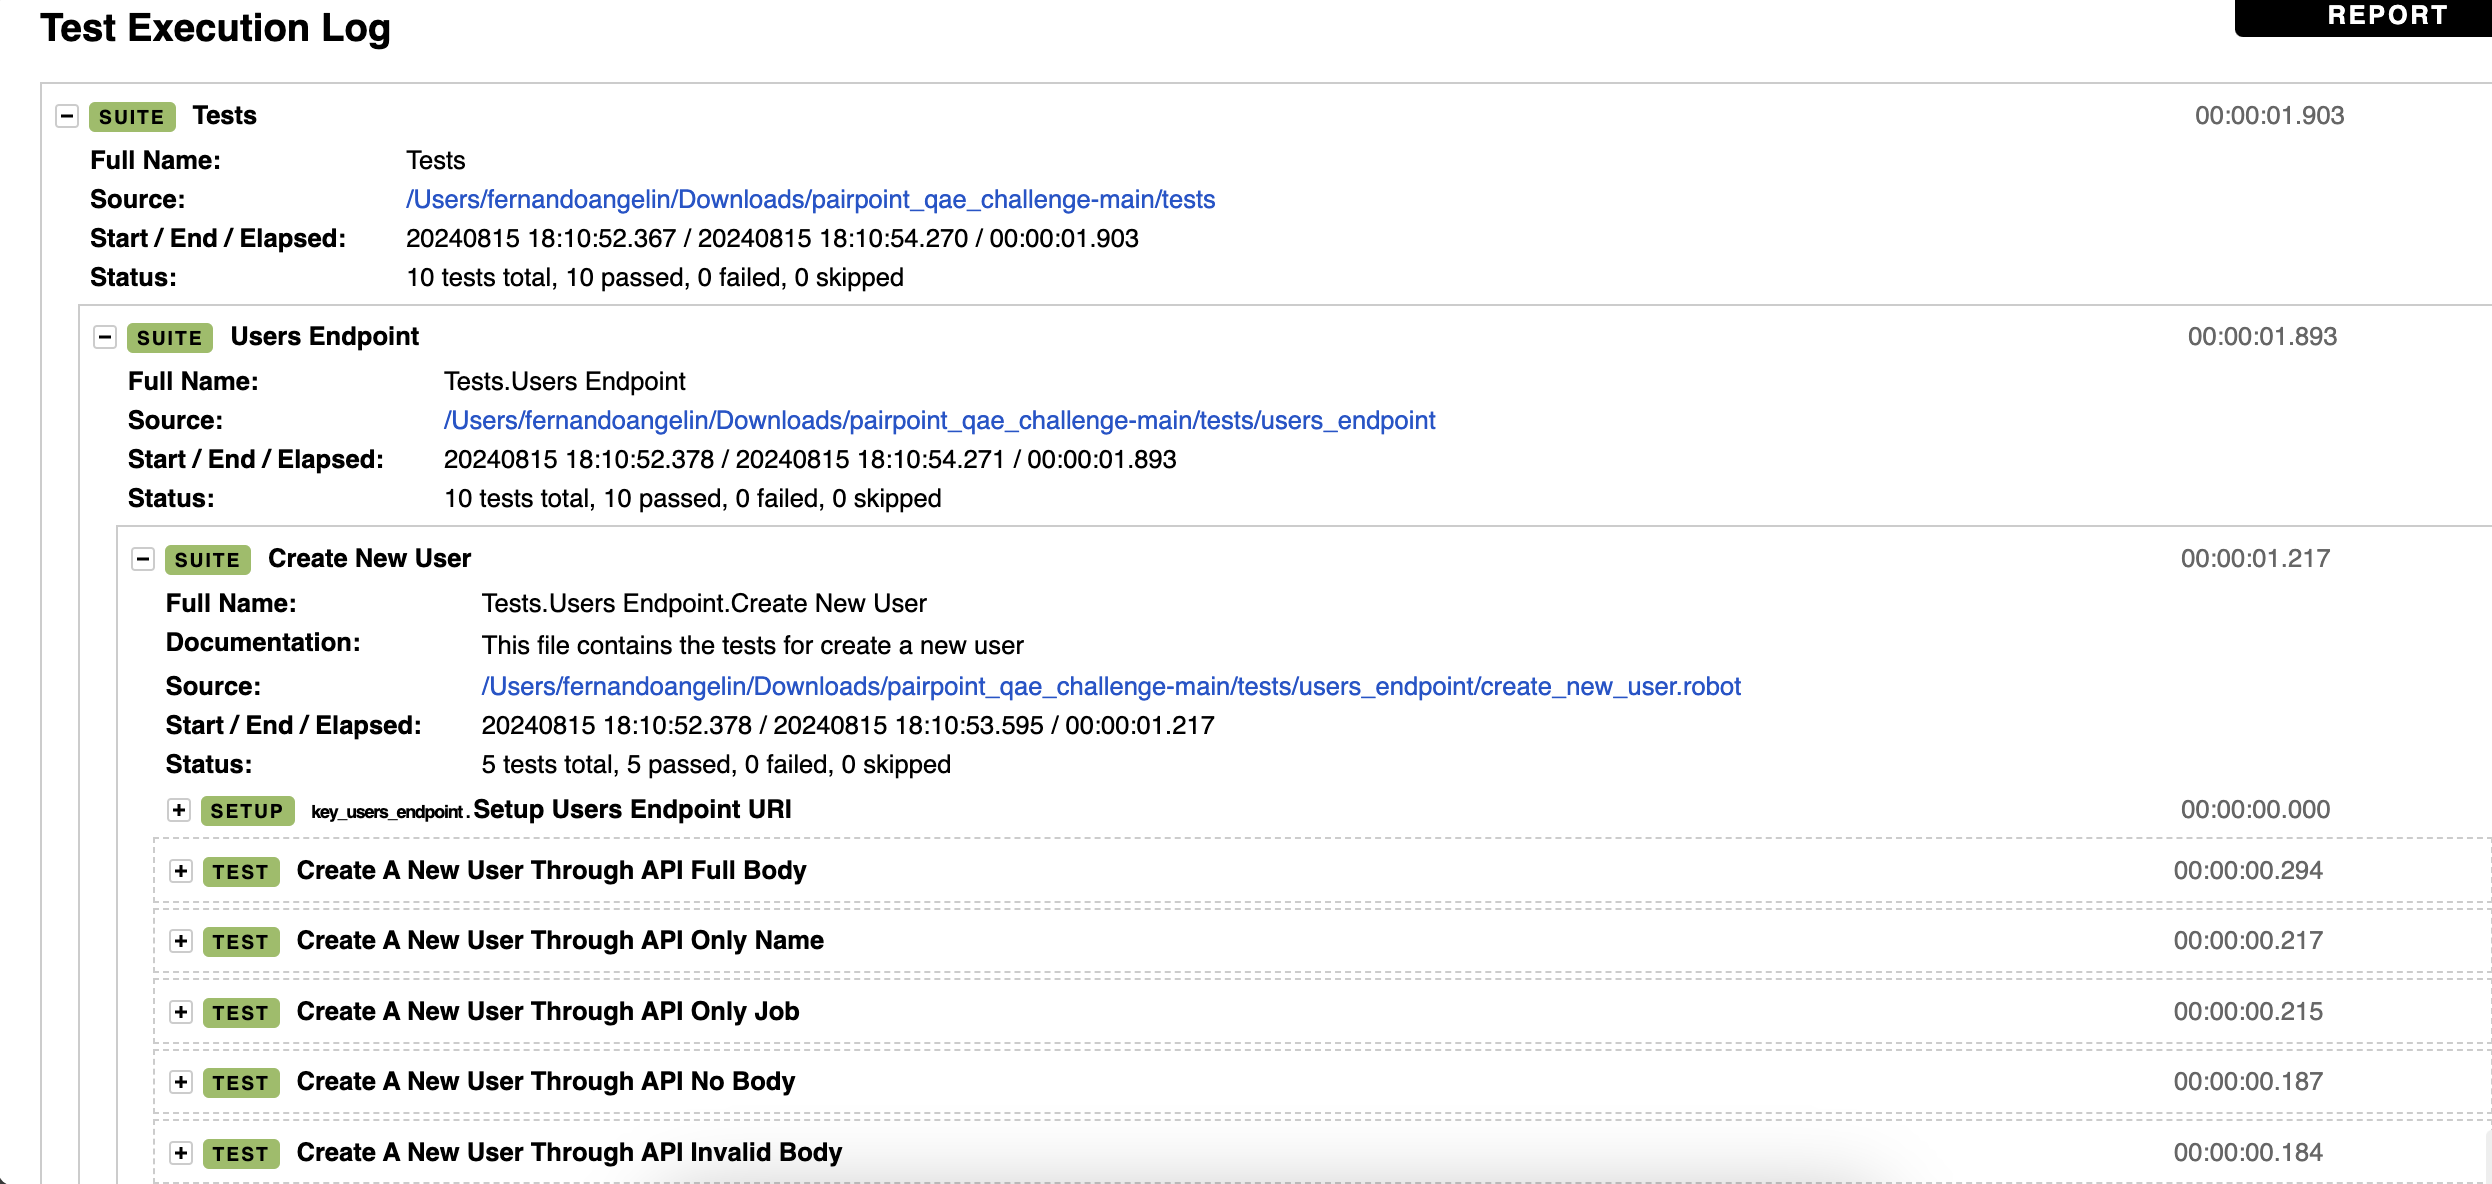 Test Execution Log
REPORT
SUITE Tests 00:00:01.903
Full Name: Tests
Source: /Users/fernandoangelin/Downloads/pairpoint_qae_challenge-main/tests
Start / End / Elapsed: 20240815 18:10:52.367 / 20240815 18:10:54.270 / 00:00:01.903
Status: 10 tests total, 10 passed, 0 failed, 0 skipped
SUITE Users Endpoint 00:00:01.893
Full Name: Tests.Users Endpoint
Source: /Users/fernandoangelin/Downloads/pairpoint_qae_challenge-main/tests/users_endpoint
Start / End / Elapsed: 20240815 18:10:52.378 / 20240815 18:10:54.271 / 00:00:01.893
Status: 10 tests total, 10 passed, 0 failed, 0 skipped
SUITE Create New User 00:00:01.217
Full Name: Tests.Users Endpoint.Create New User
Documentation: This file contains the tests for create a new user
Source: /Users/fernandoangelin/Downloads/pairpoint_qae_challenge-main/tests/users_endpoint/create_new_user.robot
Start / End / Elapsed: 20240815 18:10:52.378 / 20240815 18:10:53.595 / 00:00:01.217
Status: 5 tests total, 5 passed, 0 failed, 0 skipped
SETUP key_users_endpoint.Setup Users Endpoint URI 00:00:00.000
TEST Create A New User Through API Full Body 00:00:00.294
TEST Create A New User Through API Only Name 00:00:00.217
TEST Create A New User Through API Only Job 00:00:00.215
TEST Create A New User Through API No Body 00:00:00.187
TEST Create A New User Through API Invalid Body 00:00:00.184